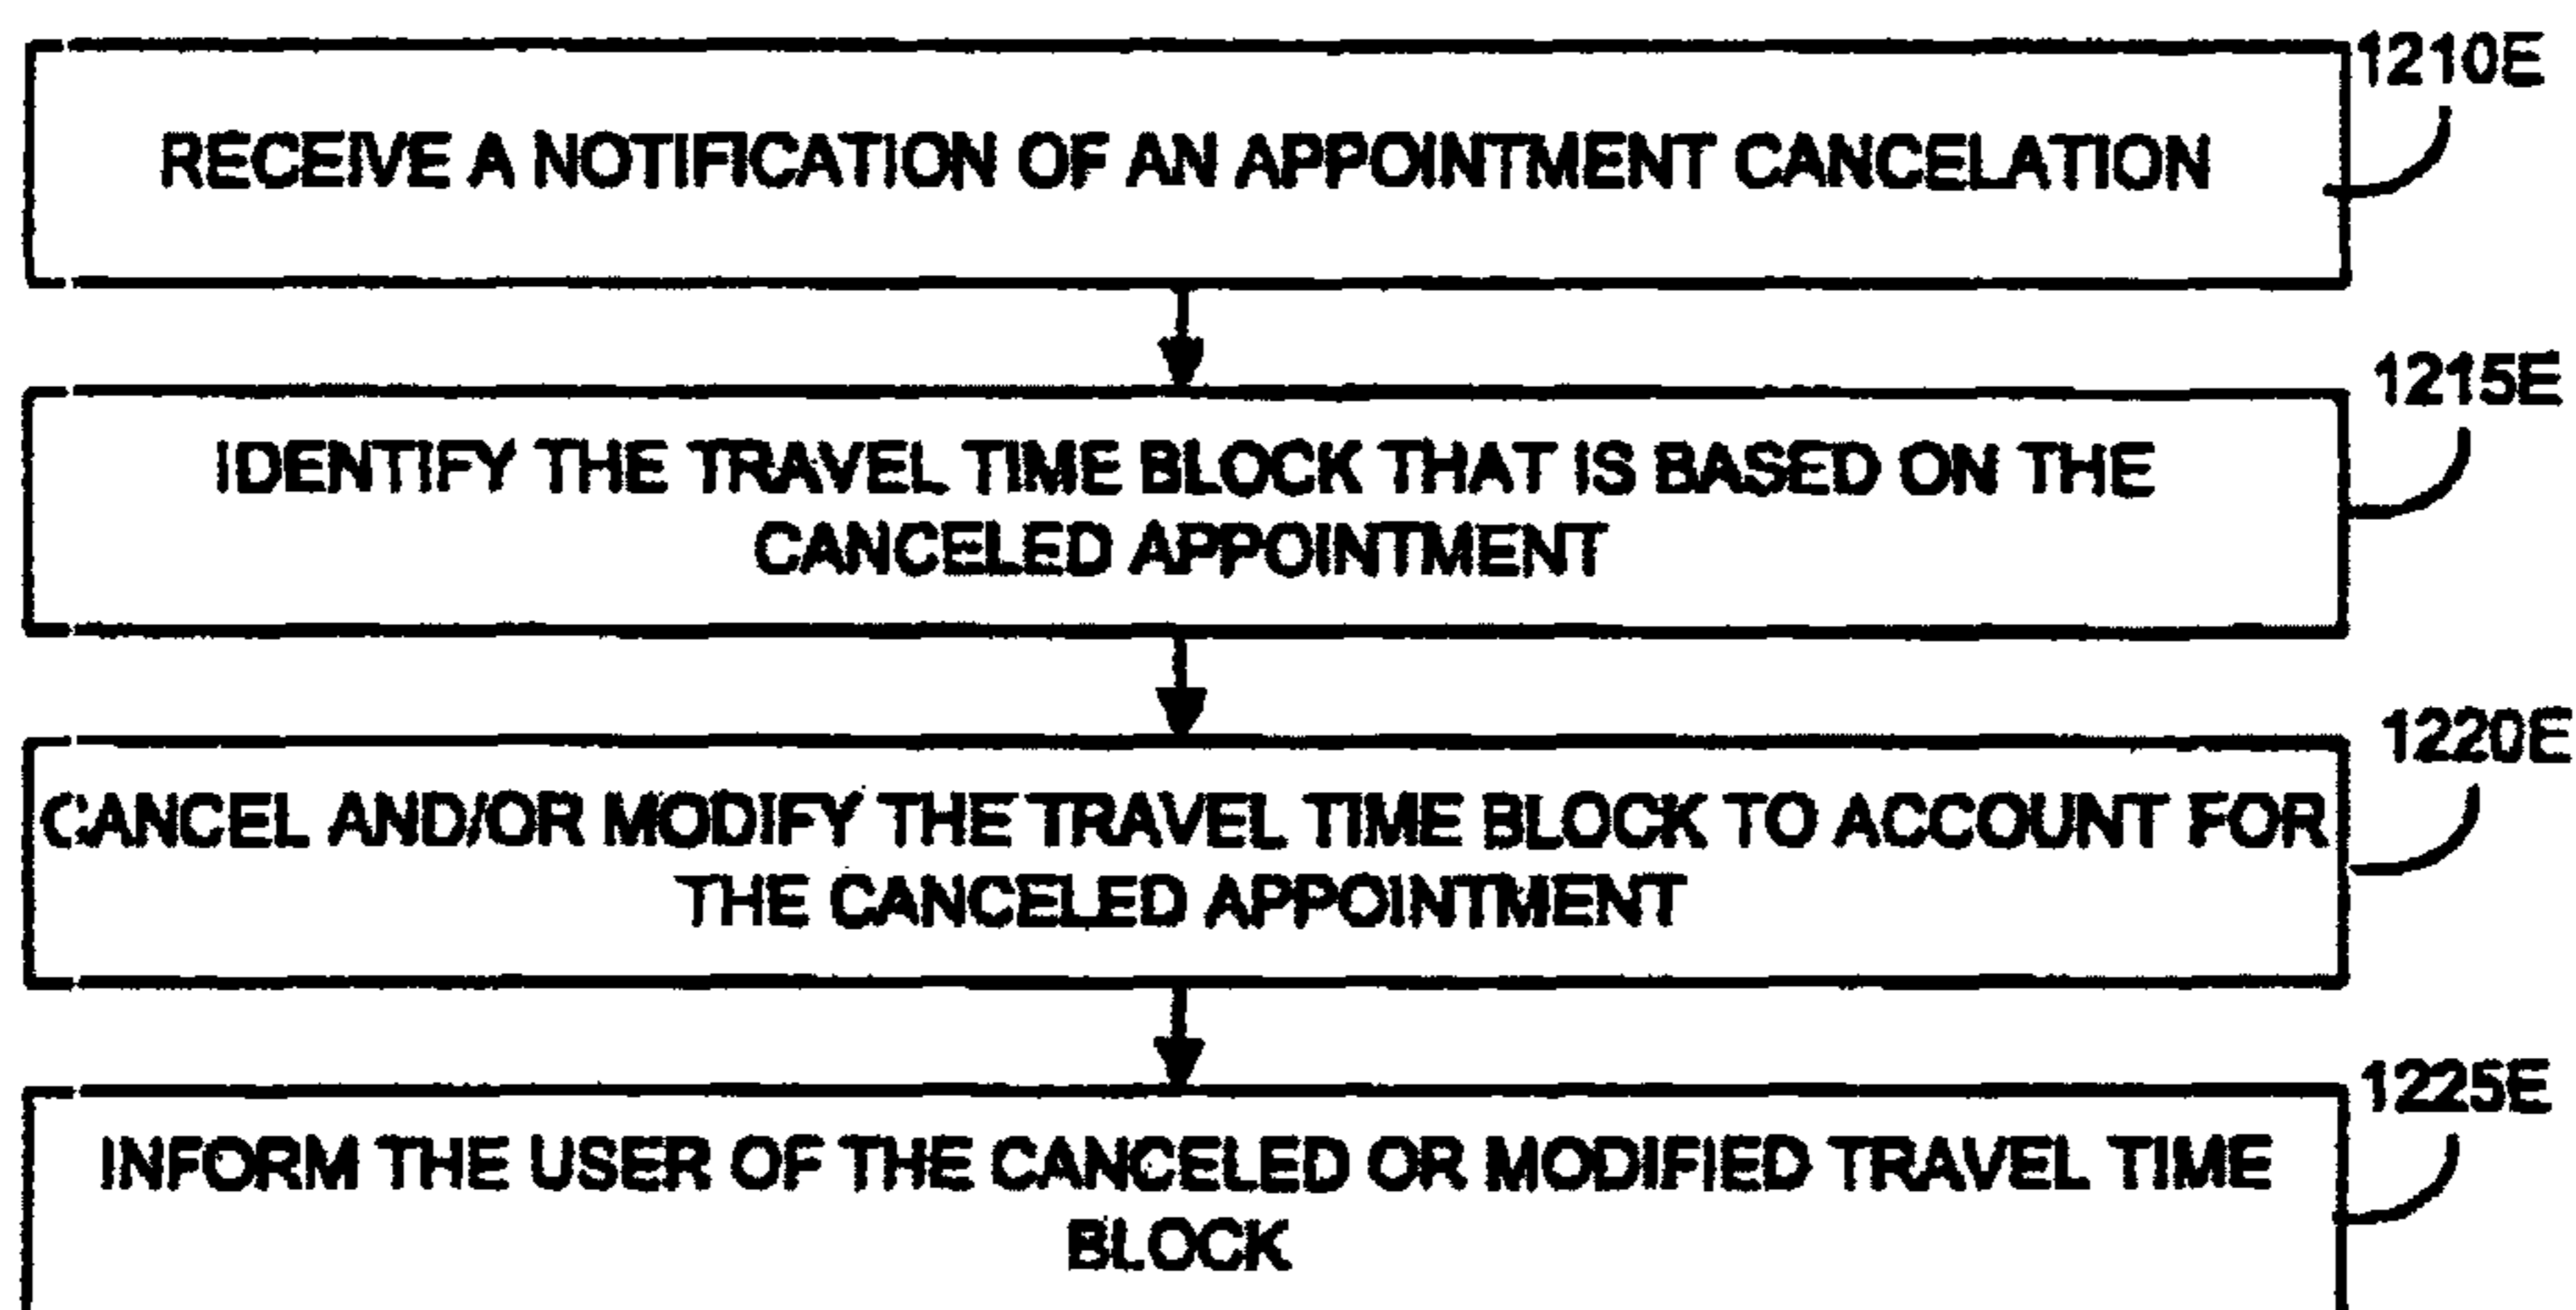 1210E
RECEIVE A NOTIFICATION OF AN APPOINTMENT CANCELATION
1215E
IDENTIFY THE TRAVEL TIME BLOCK THAT IS BASED ON THE
CANCELED APPOINTMENT
1220E
CANCEL AND/OR MODIFY THE TRAVEL TIME BLOCK TO ACCOUNT FOR
THE CANCELED APPOINTMENT
1225E
INFORM THE USER OF THE CANCELED OR MODIFIED TRAVEL TIME
BLOCK